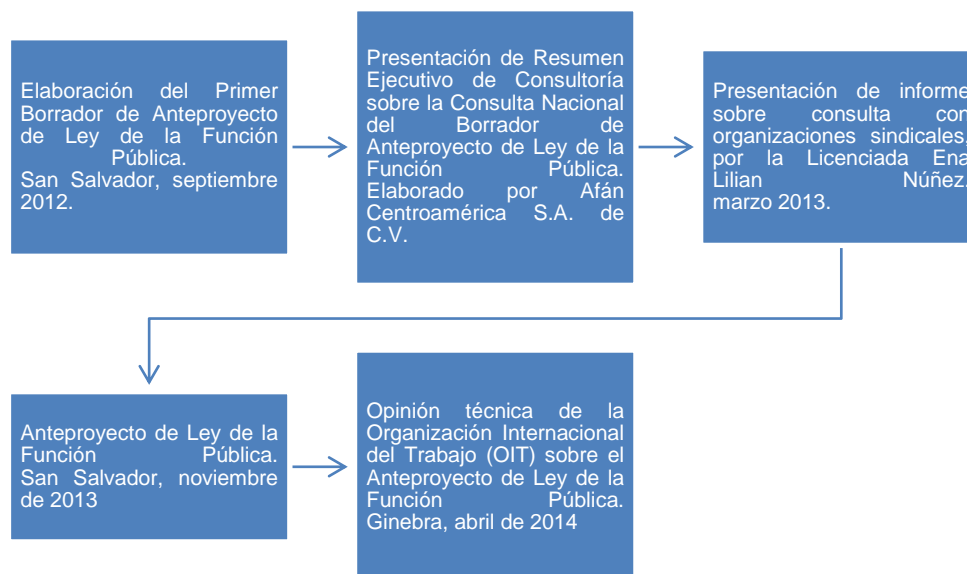 Elaboración del Primer
Borrador de Anteproyecto
de Ley de la Función
Pública.
San Salvador, septiembre
2012.
Presentación de Resumen
Ejecutivo de Consultoría
sobre la Consulta Nacional
del Borrador de
Anteproyecto de Ley de la
Función Pública.
Elaborado por Afán
Centroamérica S.A. de
C.V.
Presentación de informe
sobre consulta con
organizaciones sindicales,
por la Licenciada Ena
Lilian Núñez.
marzo 2013.
Anteproyecto de Ley de la
Función Pública.
San Salvador, noviembre
de 2013
Opinión técnica de la
Organización Internacional
del Trabajo (OIT) sobre el
Anteproyecto de Ley de la
Función Pública.
Ginebra, abril de 2014